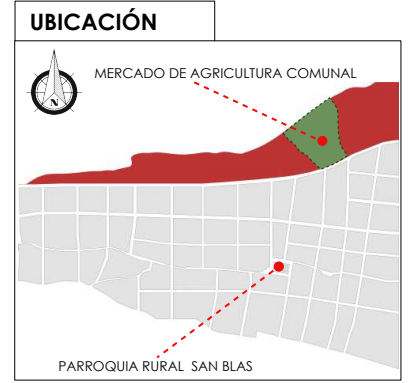 UBICACIÓN
MERCADO DE AGRICULTURA COMUNAL
N
PARROQUIA RURAL SAN BLAS